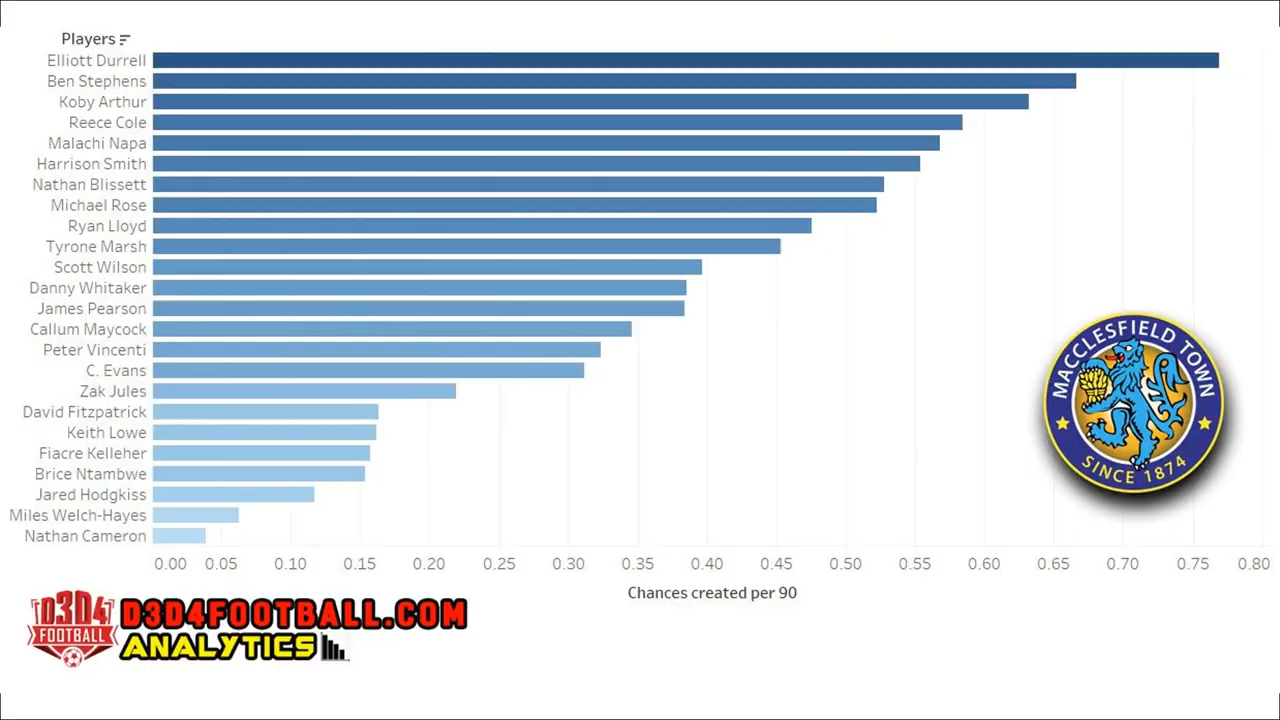 Players
Elliott Durrell
Ben Stephens
Koby Arthur
Reece Cole
Malachi Napa
Harrison Smith
Nathan Blissett
Michael Rose
Ryan Lloyd
Tyrone Marsh
Scott Wilson
Danny Whitaker
James Pearson
Callum Maycock
Peter Vincenti
C. Evans
Zak Jules
David Fitzpatrick
Keith Lowe
Fiacre Kelleher
Brice Ntambwe
Jared Hodgkiss
Miles Welch-Hayes
Nathan Cameron
0.00 0.05 0.10 0.15 0.20 0.25 0.30 0.35 0.40 0.45 0.50 0.55 0.60 0.65 0.70 0.75 0.80
Chances created per 90
MACCLESFIELD TOWN
SINCE 1874
D3D4
FOOTBALL
D3D4FOOTBALL.COM
ANALYTICS